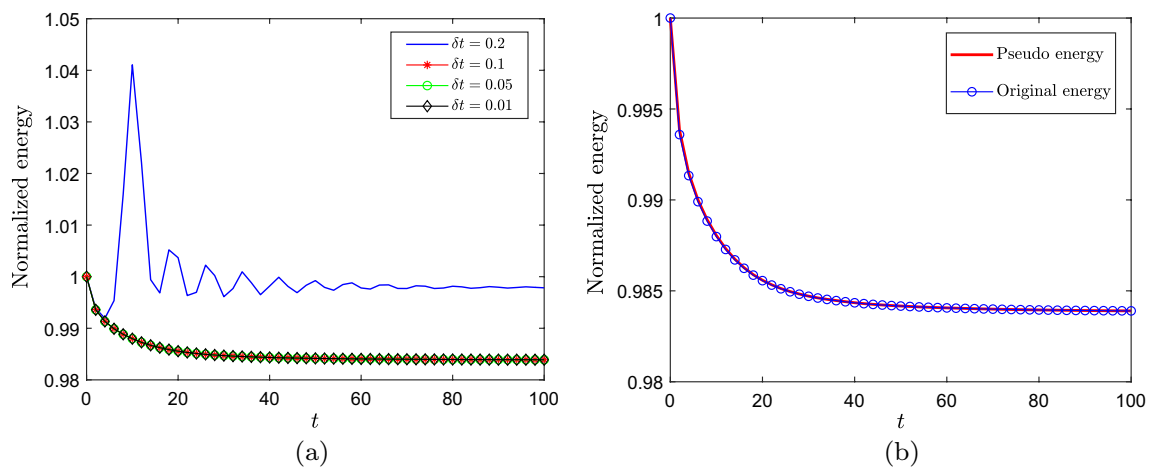 1.05
1.04
1.03
1.02
1.01
1
0.99
0.98
Normalized energy
0 20 40 60 80 100
t
δt = 0.2
δt = 0.1
δt = 0.05
δt = 0.01
(a)
1
0.995
0.99
0.985
0.98
Normalized energy
0 20 40 60 80 100
t
Pseudo energy
Original energy
(b)